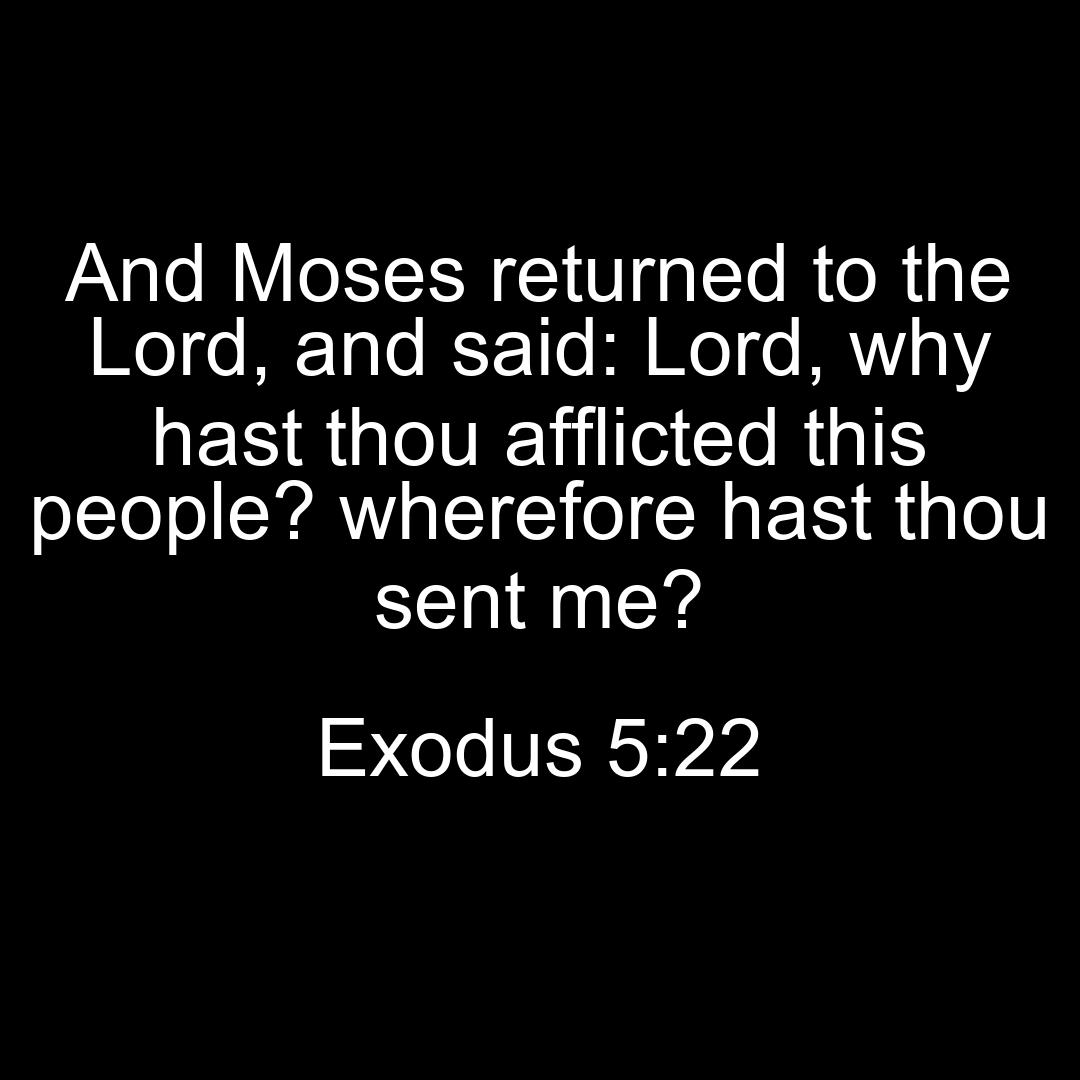 And Moses returned to the
Lord, and said: Lord, why
hast thou afflicted this
people? wherefore hast thou
sent me?
Exodus 5:22